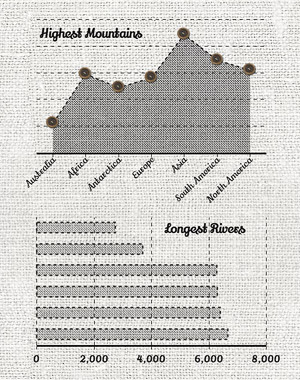 Highest Mountains
Australia
Africa
Antarctica
Europe
Asia
South America
North America
Longest Rivers
0 2,000 4,000 6,000 8,000